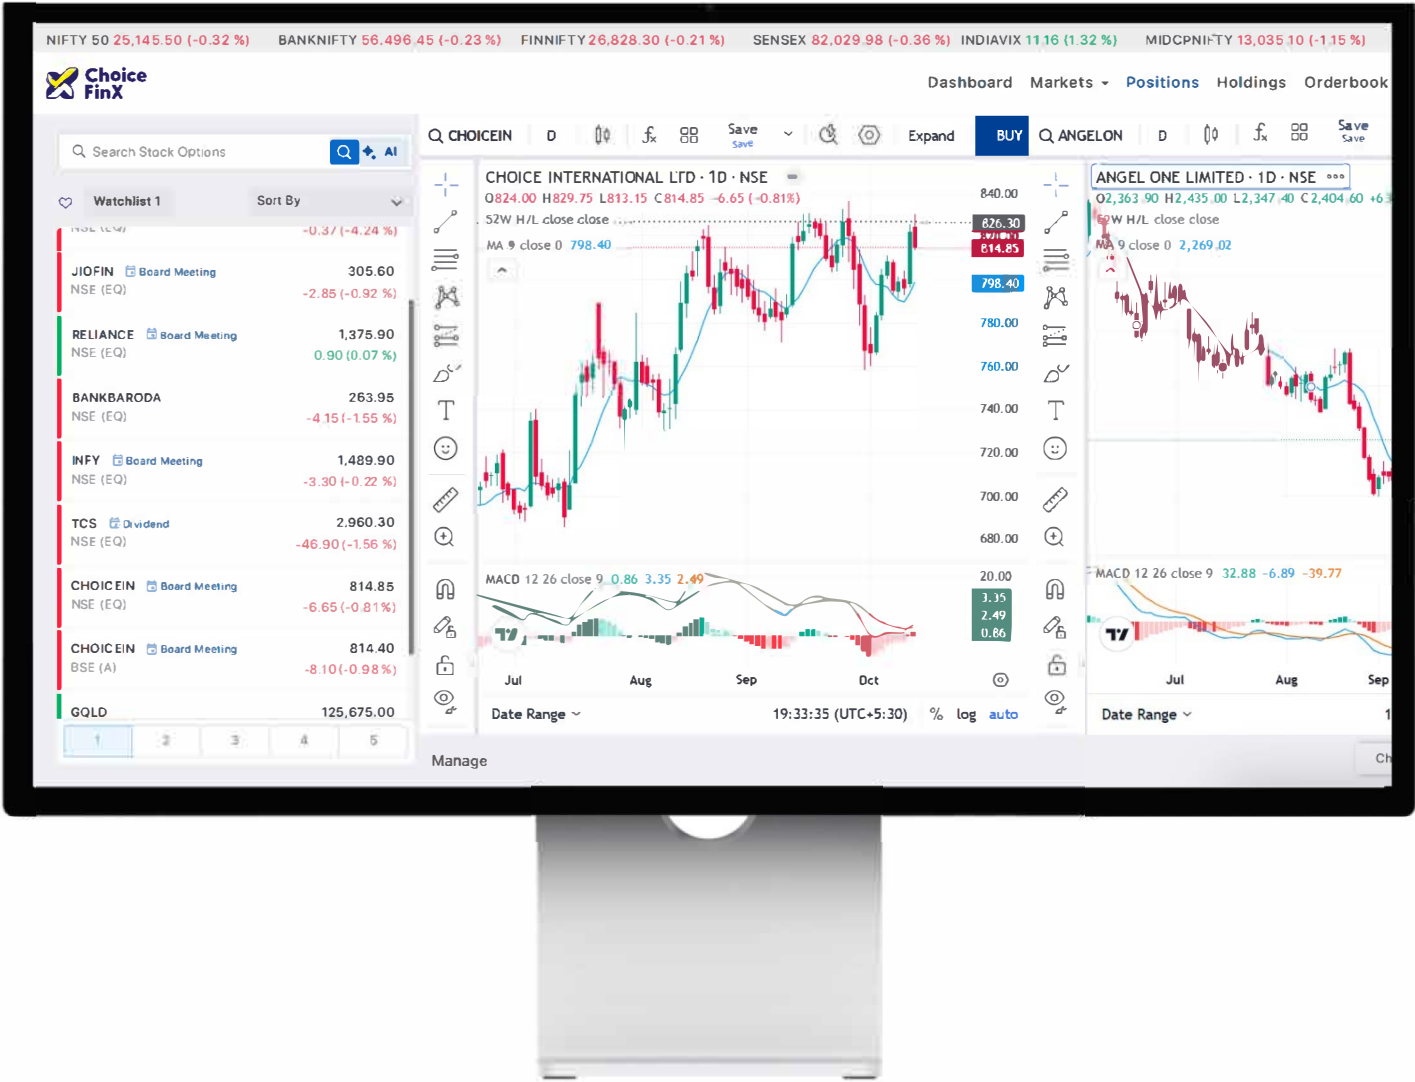 NIFTY 50 25,145.50 (-0.32 %) BANKNIFTY 56,496.45 (-0.23 %) FINNIFTY 26,828.30 (-0.21 %) SENSEX 82,029.98 (-0.36 %) INDIAVIX 11.16 (1.32 %) MIDCPNIFTY 13,035.10 (-1.15 %)
Choice
FinX
Dashboard Markets Positions Holdings Orderbook
Search Stock Options AI
Watchlist 1 Sort By
NSE (EQ) -0.37 (-4.24 %)
JIOFIN Board Meeting 305.60
NSE (EQ) -2.85 (-0.92 %)
RELIANCE Board Meeting 1,375.90
NSE (EQ) 0.90 (0.07 %)
BANKBARODA 263.95
NSE (EQ) -4.15 (-1.55 %)
INFY Board Meeting 1,489.90
NSE (EQ) -3.30 (-0.22 %)
TCS Dividend 2,960.30
NSE (EQ) -46.90 (-1.56 %)
CHOICEIN Board Meeting 814.85
NSE (EQ) -6.65 (-0.81%)
CHOICEIN Board Meeting 814.40
BSE (A) -8.10 (-0.98%)
GOLD 125,675.00
1 2 3 4 5
CHOICEIN D Save Save Expand BUY
CHOICE INTERNATIONAL LTD · 1D · NSE
O824.00 H829.75 L813.15 C814.85 -6.65 (-0.81%)
52W H/L close close
MA 9 close 0 798.40
840.00
826.30
814.85
798.40
780.00
760.00
740.00
720.00
700.00
680.00
MACD 12 26 close 9 0.86 3.35 2.49
20.00
3.35
2.49
0.86
Jul Aug Sep Oct
Date Range 19:33:35 (UTC+5:30) % log auto
Manage
ANGELON D Save Save
ANGEL ONE LIMITED · 1D · NSE
O2,363.90 H2,435.00 L2,347.40 C2,404.60
52W H/L close close
MA 9 close 0 2,269.02
MACD 12 26 close 9 32.88 -6.89 -39.77
Jul Aug Sep
Date Range